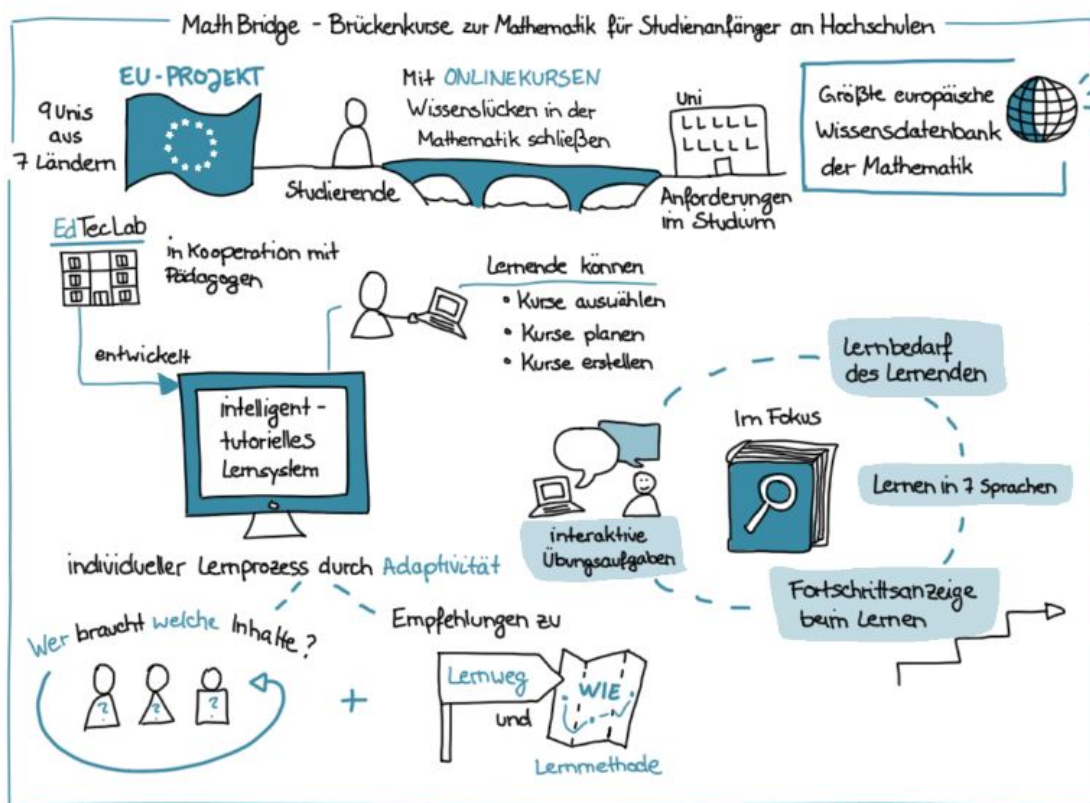 MathBridge - Brückenkurse zur Mathematik für Studienanfänger an Hochschulen
EU-PROJEKT
9 Unis
aus
7 Ländern
Mit ONLINEKURSEN
Wissenslücken in der
Mathematik schließen
Studierende
Uni
Anforderungen
im Studium
Größte europäische
Wissensdatenbank
der Mathematik
EdTecLab
in Kooperation mit
Pädagogen
entwickelt
Lernende können
• Kurse auswählen
• Kurse planen
• Kurse erstellen
intelligent-
tutorielles
Lernsystem
Im Fokus
Lernbedarf
des Lernenden
Lernen in 7 Sprachen
Fortschrittsanzeige
beim Lernen
interaktive
Übungsaufgaben
individueller Lernprozess durch Adaptivität
Wer braucht welche Inhalte?
? ? ?
+
Empfehlungen zu
Lernweg
und
WIE
Lernmethode